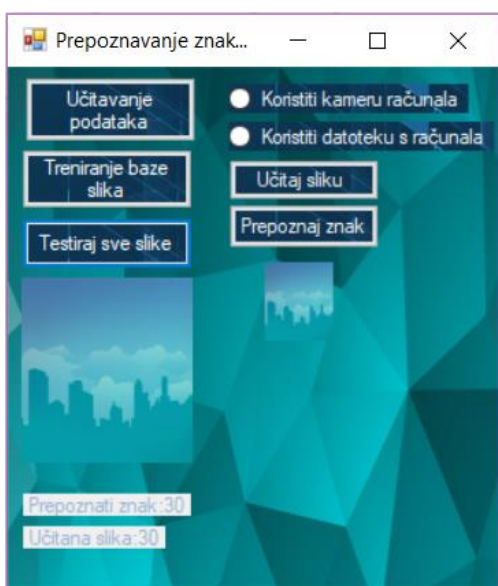 Prepoznavanje znak...
Učitavanje
podataka
Treniranje baze
slika
Testiraj sve slike
Koristiti kameru računala
Koristiti datoteku s računala
Učitaj sliku
Prepoznaj znak
Prepoznati znak:30
Učitana slika:30